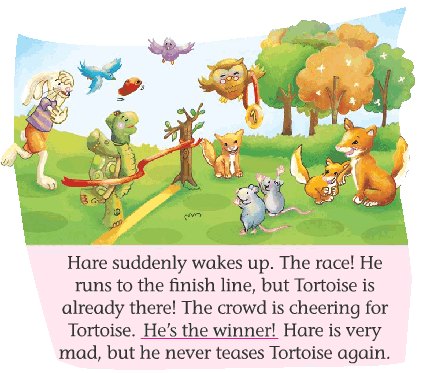 Hare suddenly wakes up. The race! He
runs to the finish line, but Tortoise is
already there! The crowd is cheering for
Tortoise. He's the winner! Hare is very
mad, but he never teases Tortoise again.
1